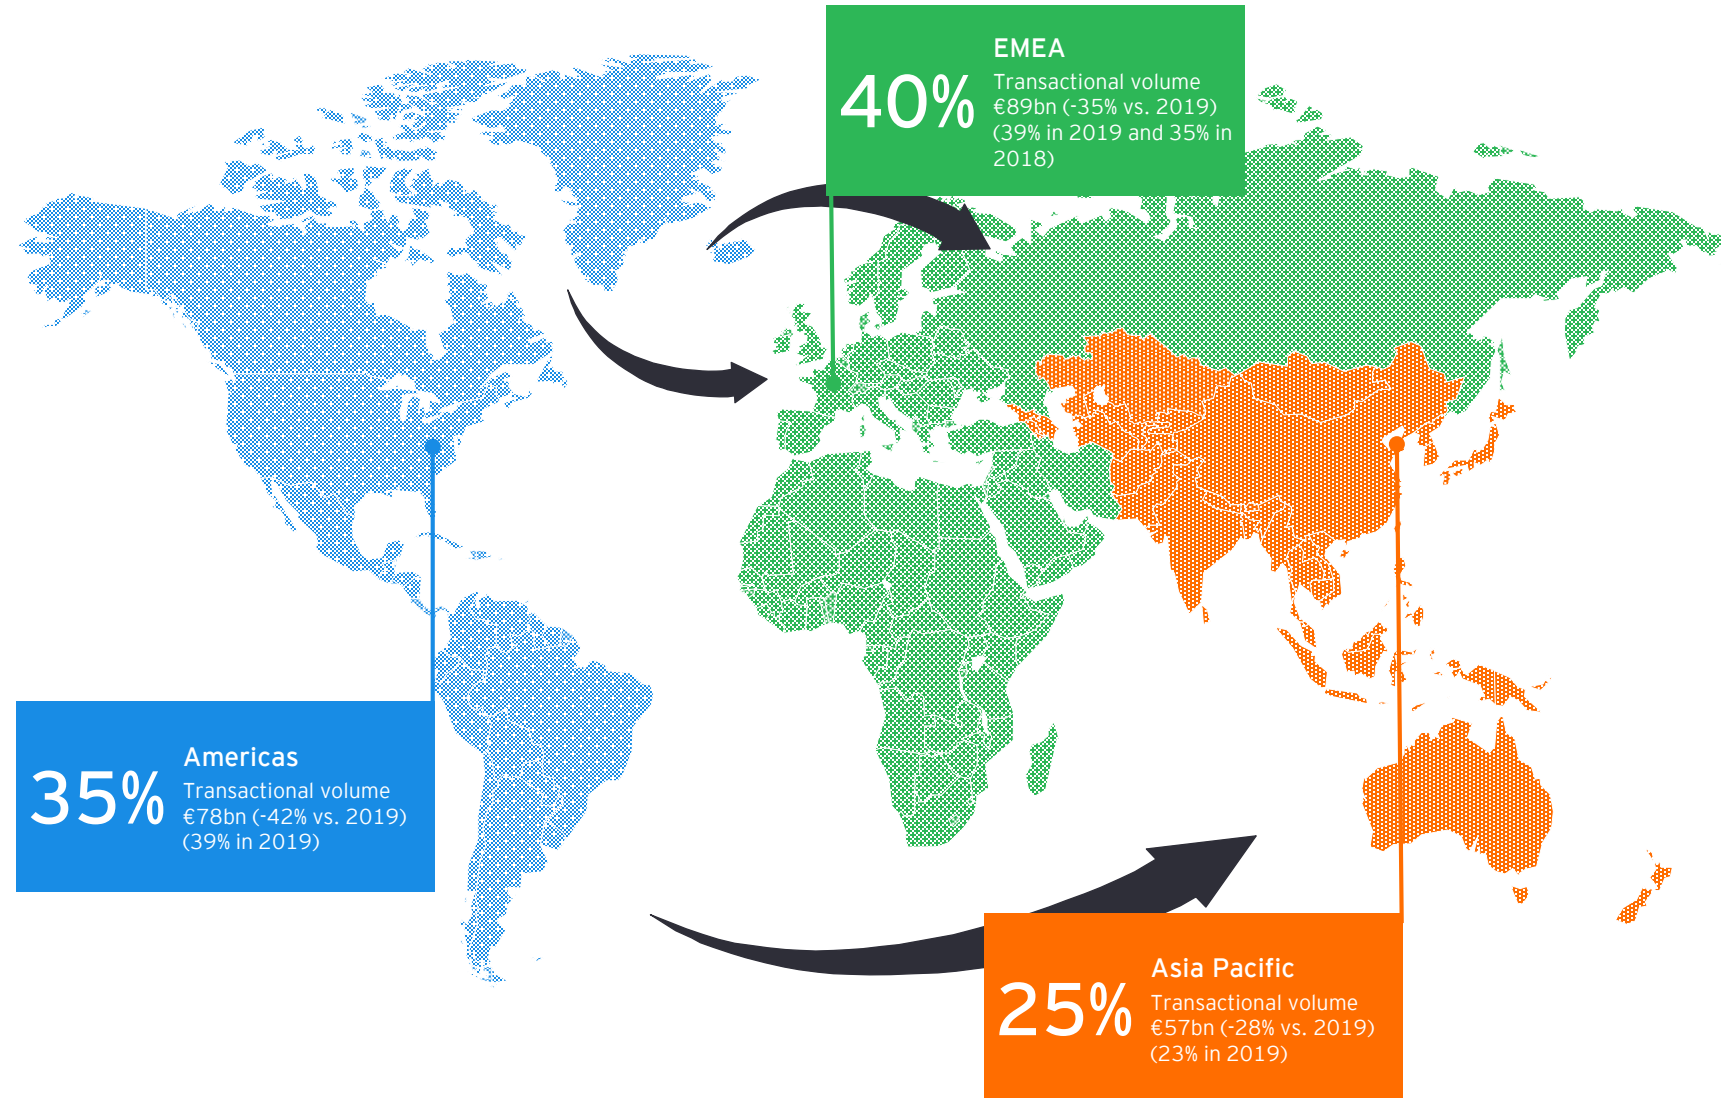 EMEA
40%
Transactional volume
€89bn (-35% vs. 2019)
(39% in 2019 and 35% in
2018)
Americas
35%
Transactional volume
€78bn (-42% vs. 2019)
(39% in 2019)
Asia Pacific
25%
Transactional volume
€57bn (-28% vs. 2019)
(23% in 2019)